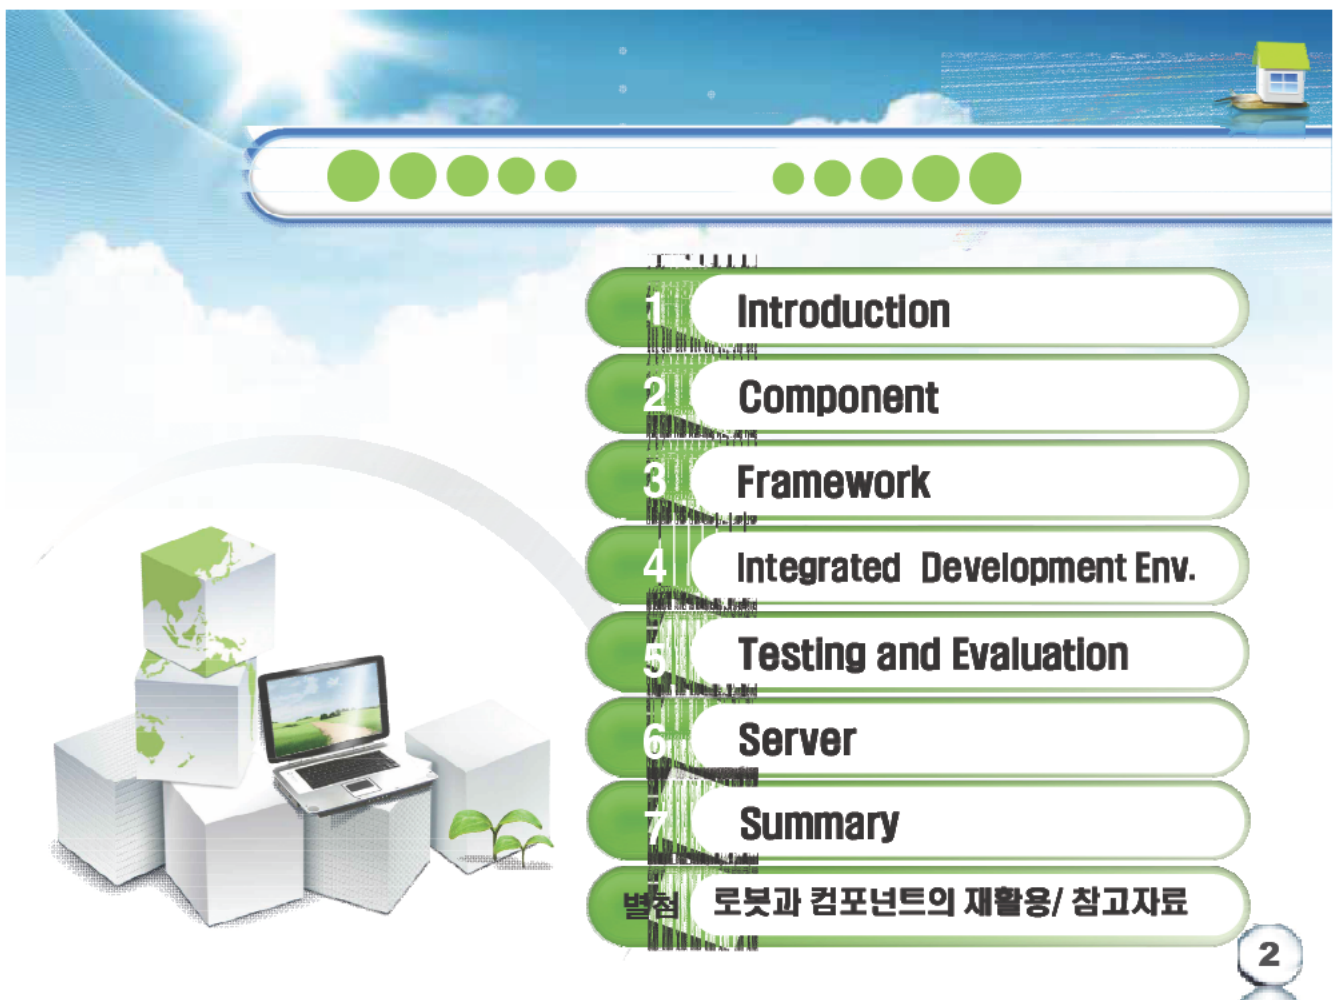 1 Introduction
2 Component
3 Framework
4 Integrated Development Env.
5 Testing and Evaluation
6 Server
7 Summary
별첨 로봇과 컴포넌트의 재활용/ 참고자료
2